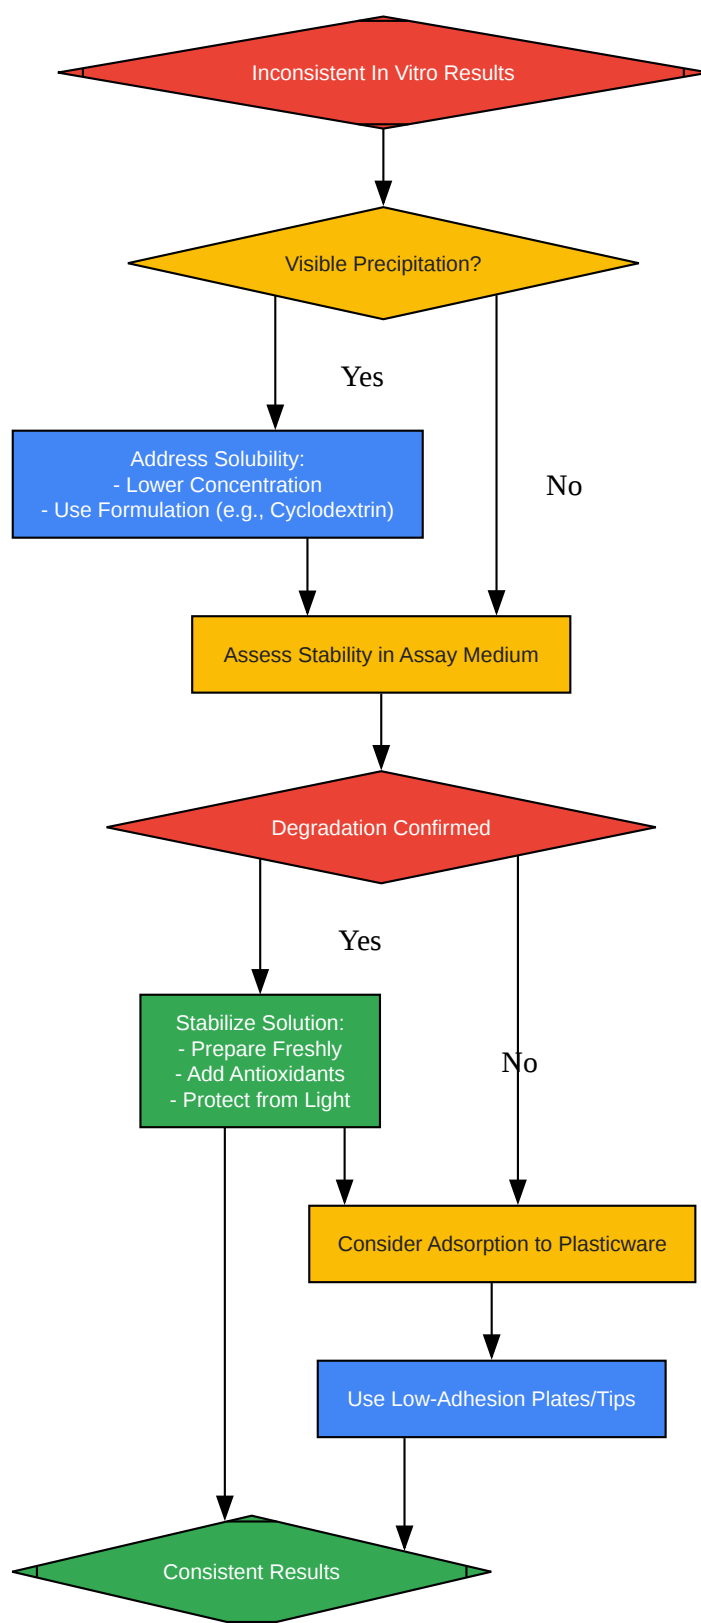 Inconsistent In Vitro Results
Visible Precipitation?
Yes
Address Solubility:
- Lower Concentration
- Use Formulation (e.g., Cyclodextrin)
No
Assess Stability in Assay Medium
Degradation Confirmed
Yes
Stabilize Solution:
- Prepare Freshly
- Add Antioxidants
- Protect from Light
No
Consider Adsorption to Plasticware
Use Low-Adhesion Plates/Tips
Consistent Results